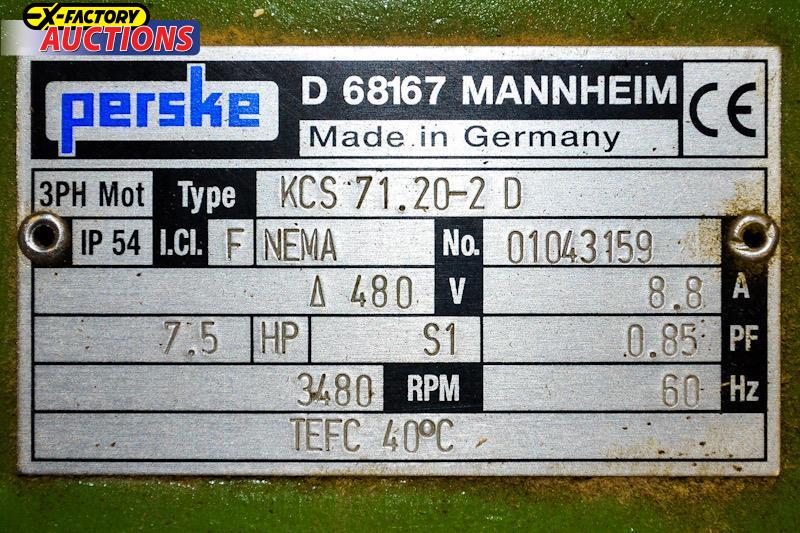 X-FACTORY
AUCTIONS
perske D 68167 MANNHEIM CE
Made in Germany
3PH Mot Type KCS 71.20-2 D
IP 54 I.Cl. F NEMA No. 01043159
Δ 480 V 8.8 A
7.5 HP S1 0.85 PF
3480 RPM 60 Hz
TEFC 40°C